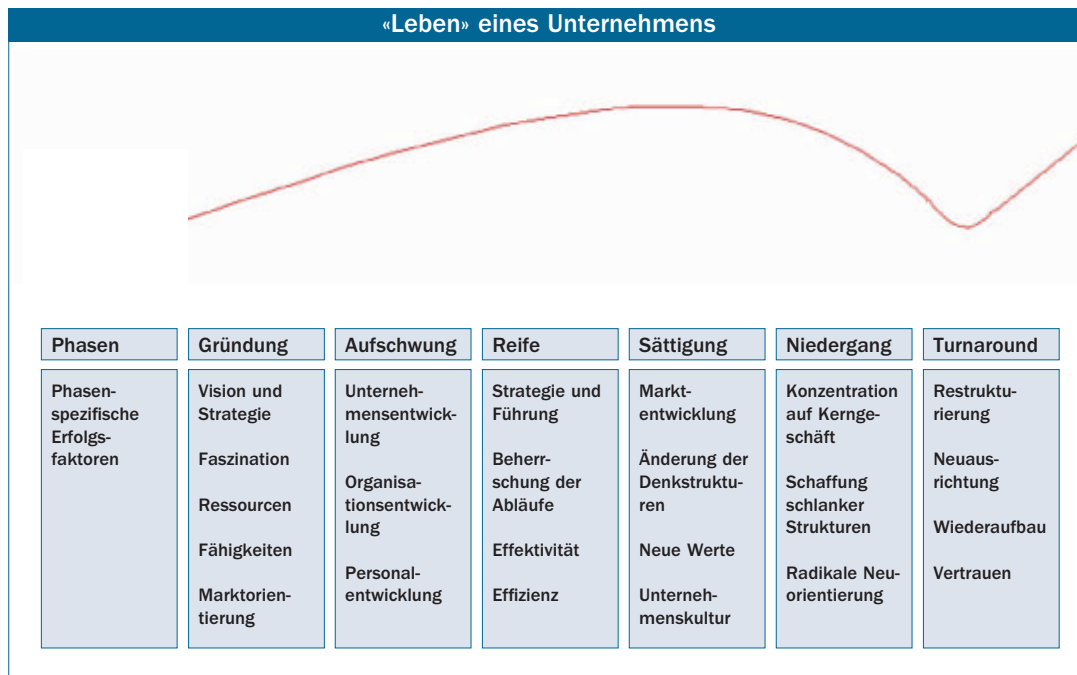 «Leben» eines Unternehmens
Phasen
Gründung
Aufschwung
Reife
Sättigung
Niedergang
Turnaround
Phasen-
spezifische
Erfolgs-
faktoren
Vision und
Strategie
Faszination
Ressourcen
Fähigkeiten
Marktorien-
tierung
Unterneh-
mensentwick-
lung
Organisa-
tionsentwick-
lung
Personal-
entwicklung
Strategie und
Führung
Beherr-
schung der
Abläufe
Effektivität
Effizienz
Markt-
entwicklung
Änderung der
Denkstruktu-
ren
Neue Werte
Unterneh-
menskultur
Konzentration
auf Kernge-
schäft
Schaffung
schlanker
Strukturen
Radikale Neu-
orientierung
Restruktu-
rierung
Neuaus-
richtung
Wiederaufbau
Vertrauen